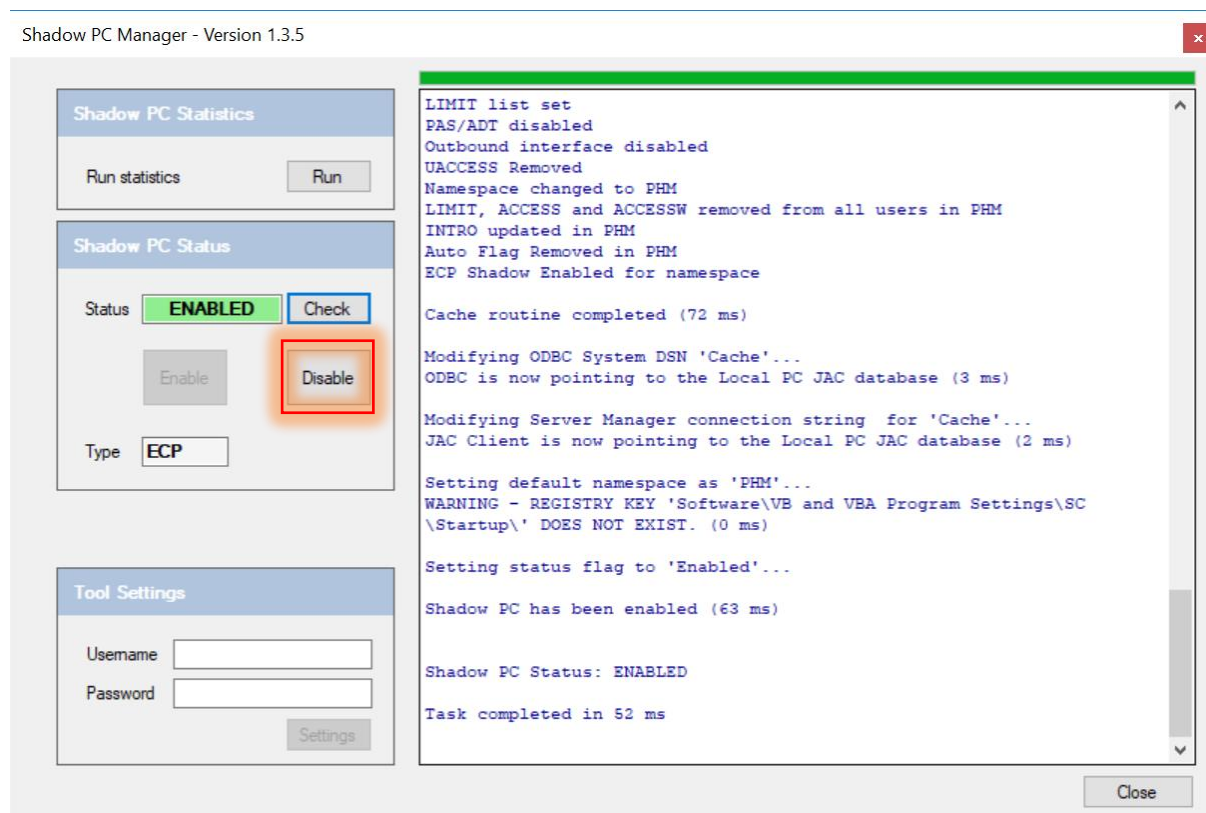 Shadow PC Manager - Version 1.3.5
x
Shadow PC Statistics
Run statistics
Run
Shadow PC Status
Status
ENABLED
Check
Enable
Disable
Type
ECP
Tool Settings
Username
Password
Settings
LIMIT list set
PAS/ADT disabled
Outbound interface disabled
UACCESS Removed
Namespace changed to PHM
LIMIT, ACCESS and ACCESSW removed from all users in PHM
INTRO updated in PHM
Auto Flag Removed in PHM
ECP Shadow Enabled for namespace
Cache routine completed (72 ms)
Modifying ODBC System DSN 'Cache'...
ODBC is now pointing to the Local PC JAC database (3 ms)
Modifying Server Manager connection string  for 'Cache'...
JAC Client is now pointing to the Local PC JAC database (2 ms)
Setting default namespace as 'PHM'...
WARNING - REGISTRY KEY 'Software\VB and VBA Program Settings\SC
\Startup\' DOES NOT EXIST. (0 ms)
Setting status flag to 'Enabled'...
Shadow PC has been enabled (63 ms)
Shadow PC Status: ENABLED
Task completed in 52 ms
Close